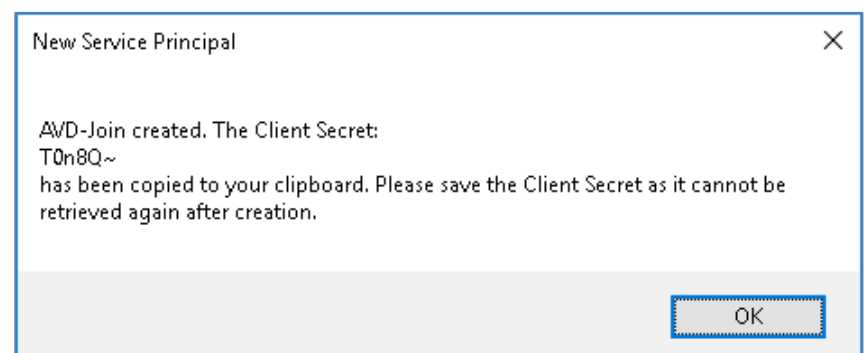 New Service Principal
AVD-Join created. The Client Secret:
T0n8Q~
has been copied to your clipboard. Please save the Client Secret as it cannot be
retrieved again after creation.
OK